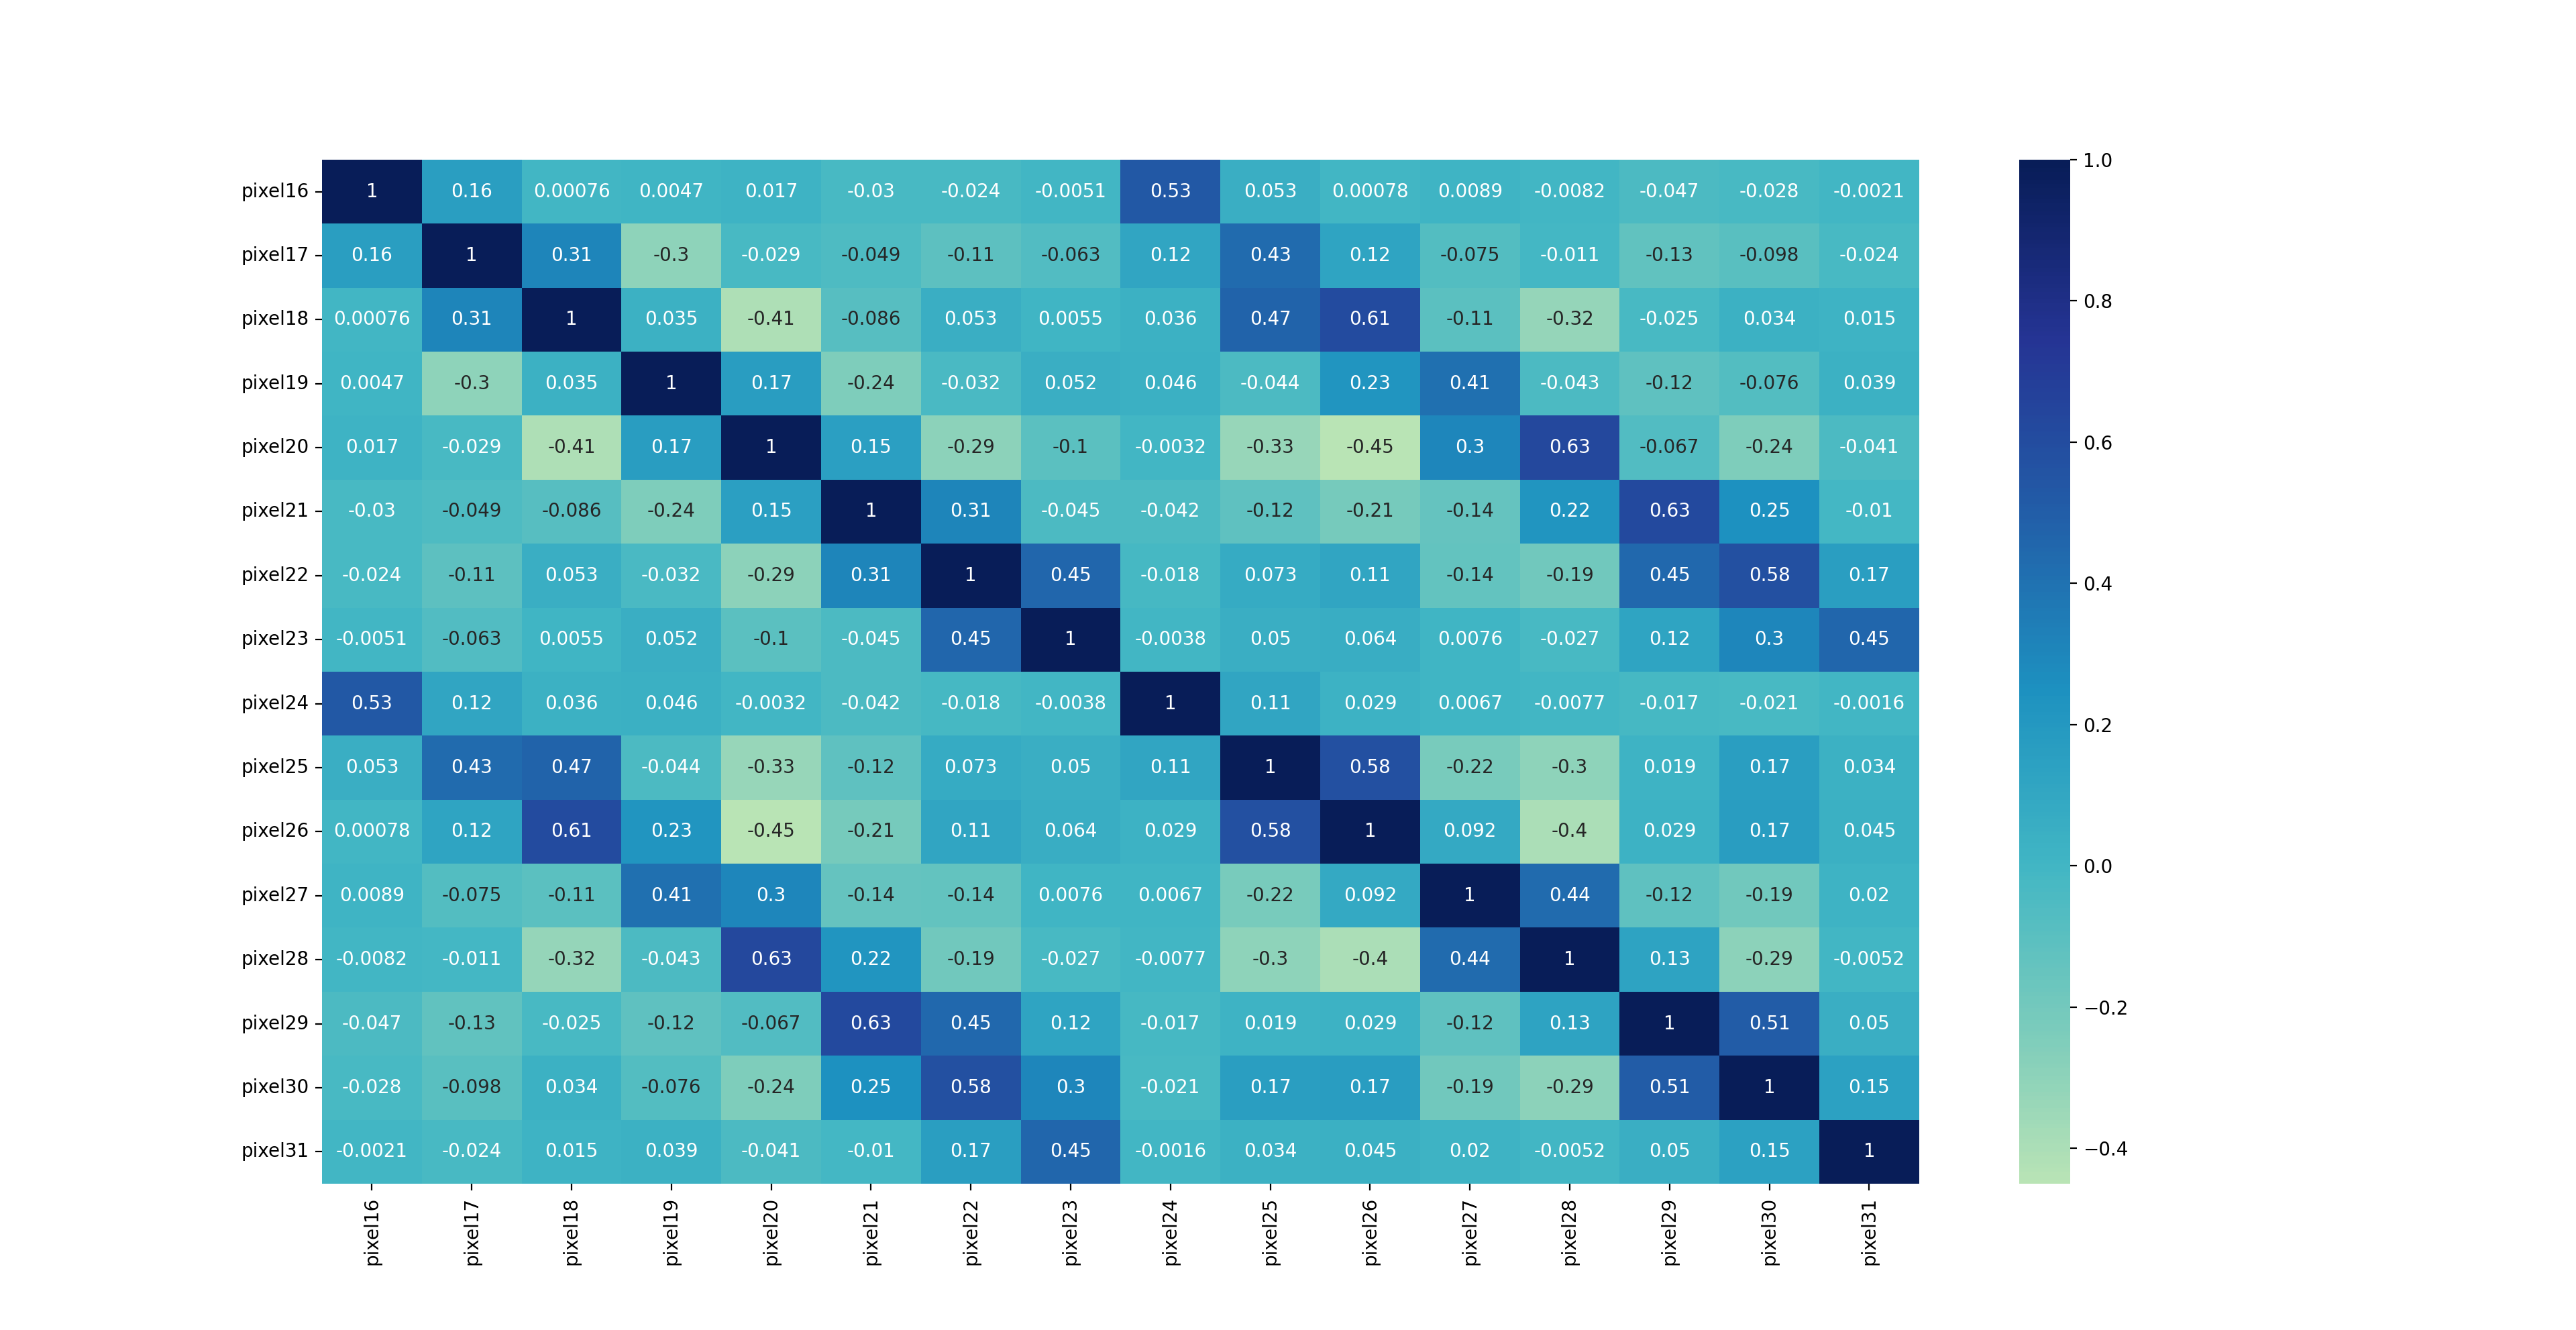 pixel16 1 0.16 0.00076 0.0047 0.017 -0.03 -0.024 -0.0051 0.53 0.053 0.00078 0.0089 -0.0082 -0.047 -0.028 -0.0021
pixel17 0.16 1 0.31 -0.3 -0.029 -0.049 -0.11 -0.063 0.12 0.43 0.12 -0.075 -0.011 -0.13 -0.098 -0.024
pixel18 0.00076 0.31 1 0.035 -0.41 -0.086 0.053 0.0055 0.036 0.47 0.61 -0.11 -0.32 -0.025 0.034 0.015
pixel19 0.0047 -0.3 0.035 1 0.17 -0.24 -0.032 0.052 0.046 -0.044 0.23 0.41 -0.043 -0.12 -0.076 0.039
pixel20 0.017 -0.029 -0.41 0.17 1 0.15 -0.29 -0.1 -0.0032 -0.33 -0.45 0.3 0.63 -0.067 -0.24 -0.041
pixel21 -0.03 -0.049 -0.086 -0.24 0.15 1 0.31 -0.045 -0.042 -0.12 -0.21 -0.14 0.22 0.63 0.25 -0.01
pixel22 -0.024 -0.11 0.053 -0.032 -0.29 0.31 1 0.45 -0.018 0.073 0.11 -0.14 -0.19 0.45 0.58 0.17
pixel23 -0.0051 -0.063 0.0055 0.052 -0.1 -0.045 0.45 1 -0.0038 0.05 0.064 0.0076 -0.027 0.12 0.3 0.45
pixel24 0.53 0.12 0.036 0.046 -0.0032 -0.042 -0.018 -0.0038 1 0.11 0.029 0.0067 -0.0077 -0.017 -0.021 -0.0016
pixel25 0.053 0.43 0.47 -0.044 -0.33 -0.12 0.073 0.05 0.11 1 0.58 -0.22 -0.3 0.019 0.17 0.034
pixel26 0.00078 0.12 0.61 0.23 -0.45 -0.21 0.11 0.064 0.029 0.58 1 0.092 -0.4 0.029 0.17 0.045
pixel27 0.0089 -0.075 -0.11 0.41 0.3 -0.14 -0.14 0.0076 0.0067 -0.22 0.092 1 0.44 -0.12 -0.19 0.02
pixel28 -0.0082 -0.011 -0.32 -0.043 0.63 0.22 -0.19 -0.027 -0.0077 -0.3 -0.4 0.44 1 0.13 -0.29 -0.0052
pixel29 -0.047 -0.13 -0.025 -0.12 -0.067 0.63 0.45 0.12 -0.017 0.019 0.029 -0.12 0.13 1 0.51 0.05
pixel30 -0.028 -0.098 0.034 -0.076 -0.24 0.25 0.58 0.3 -0.021 0.17 0.17 -0.19 -0.29 0.51 1 0.15
pixel31 -0.0021 -0.024 0.015 0.039 -0.041 -0.01 0.17 0.45 -0.0016 0.034 0.045 0.02 -0.0052 0.05 0.15 1
pixel16 pixel17 pixel18 pixel19 pixel20 pixel21 pixel22 pixel23 pixel24 pixel25 pixel26 pixel27 pixel28 pixel29 pixel30 pixel31
1.0
0.8
0.6
0.4
0.2
0.0
−0.2
−0.4